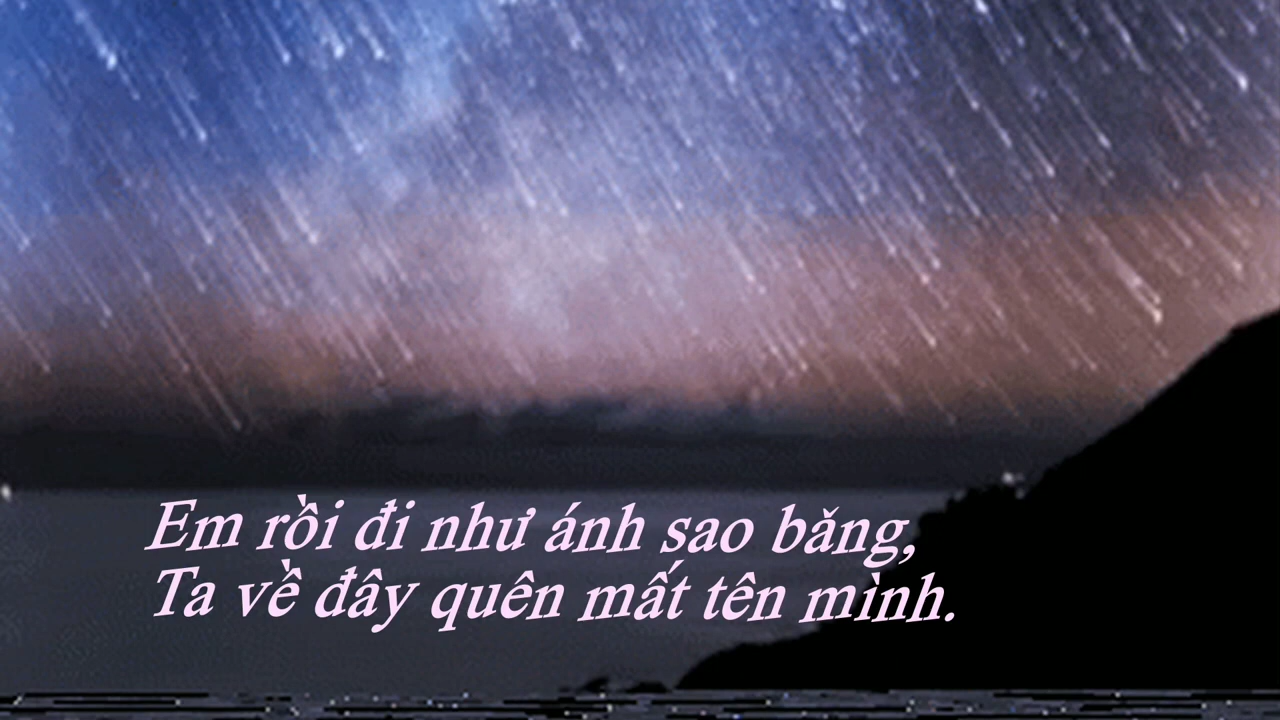 Em rồi đi như ánh sao băng,
Ta về đây quên mất tên mình.